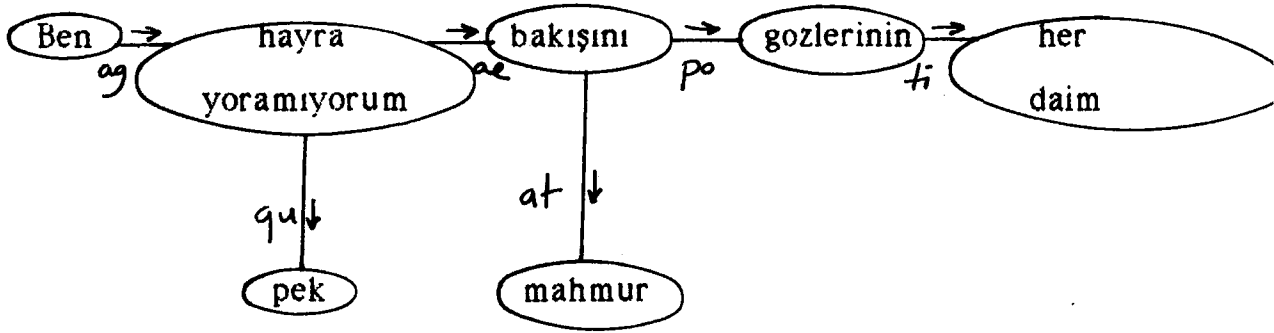 Ben hayra bakışını gozlerinin her
ag ae po ti
yoramıyorum daim
qu at
pek mahmur